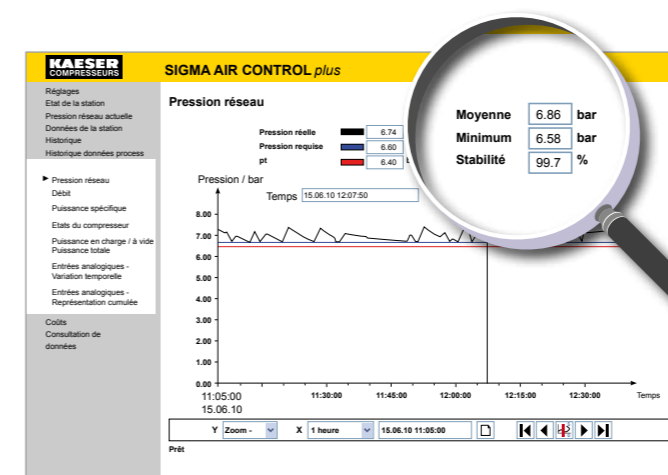 KAESER
COMPRESSEURS
SIGMA AIR CONTROL plus
Réglages
Etat de la station
Pression réseau actuelle
Données de la station
Historique
Historique données process
Pression réseau
Débit
Puissance spécifique
Etats du compresseur
Puissance en charge / à vide
Puissance totale
Entrées analogiques -
Variation temporelle
Entrées analogiques -
Représentation cumulée
Coûts
Consultation de
données
Pression réseau
Pression réelle 6.74
Pression requise 6.60
pt 6.40
Moyenne 6.86 bar
Minimum 6.58 bar
Stabilité 99.7 %
Pression / bar
Temps 15.06.10 12:07:50
8.00
7.00
6.00
5.00
4.00
3.00
2.00
1.00
0.00
11:05:00 11:30:00 11:45:00 12:00:00 12:15:00 12:30:00 Temps
15.06.10
Y Zoom - X 1 heure 15.06.10 11:05:00
Prêt